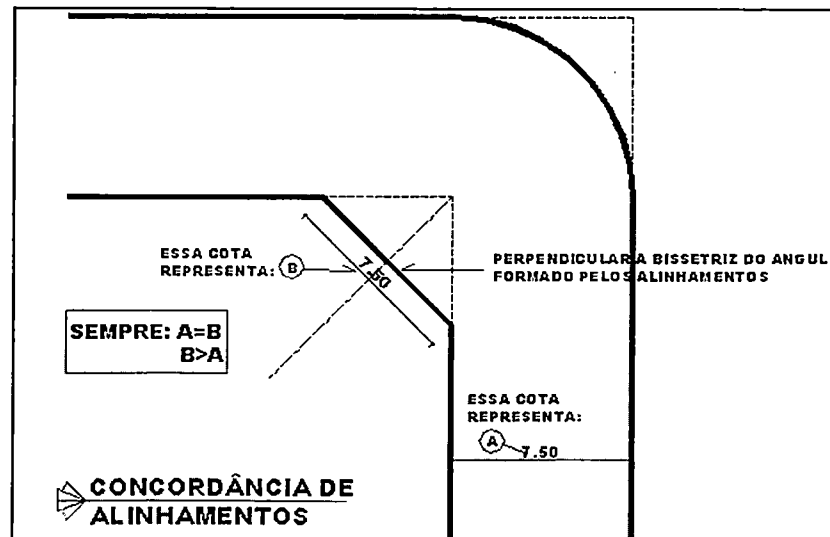 ESSA COTA
REPRESENTA: B
7.50
PERPENDICULAR A BISSETRIZ DO ANGUL
FORMADO PELOS ALINHAMENTOS
SEMPRE: A=B
B>A
ESSA COTA
REPRESENTA:
A 7.50
CONCORDÂNCIA DE
ALINHAMENTOS